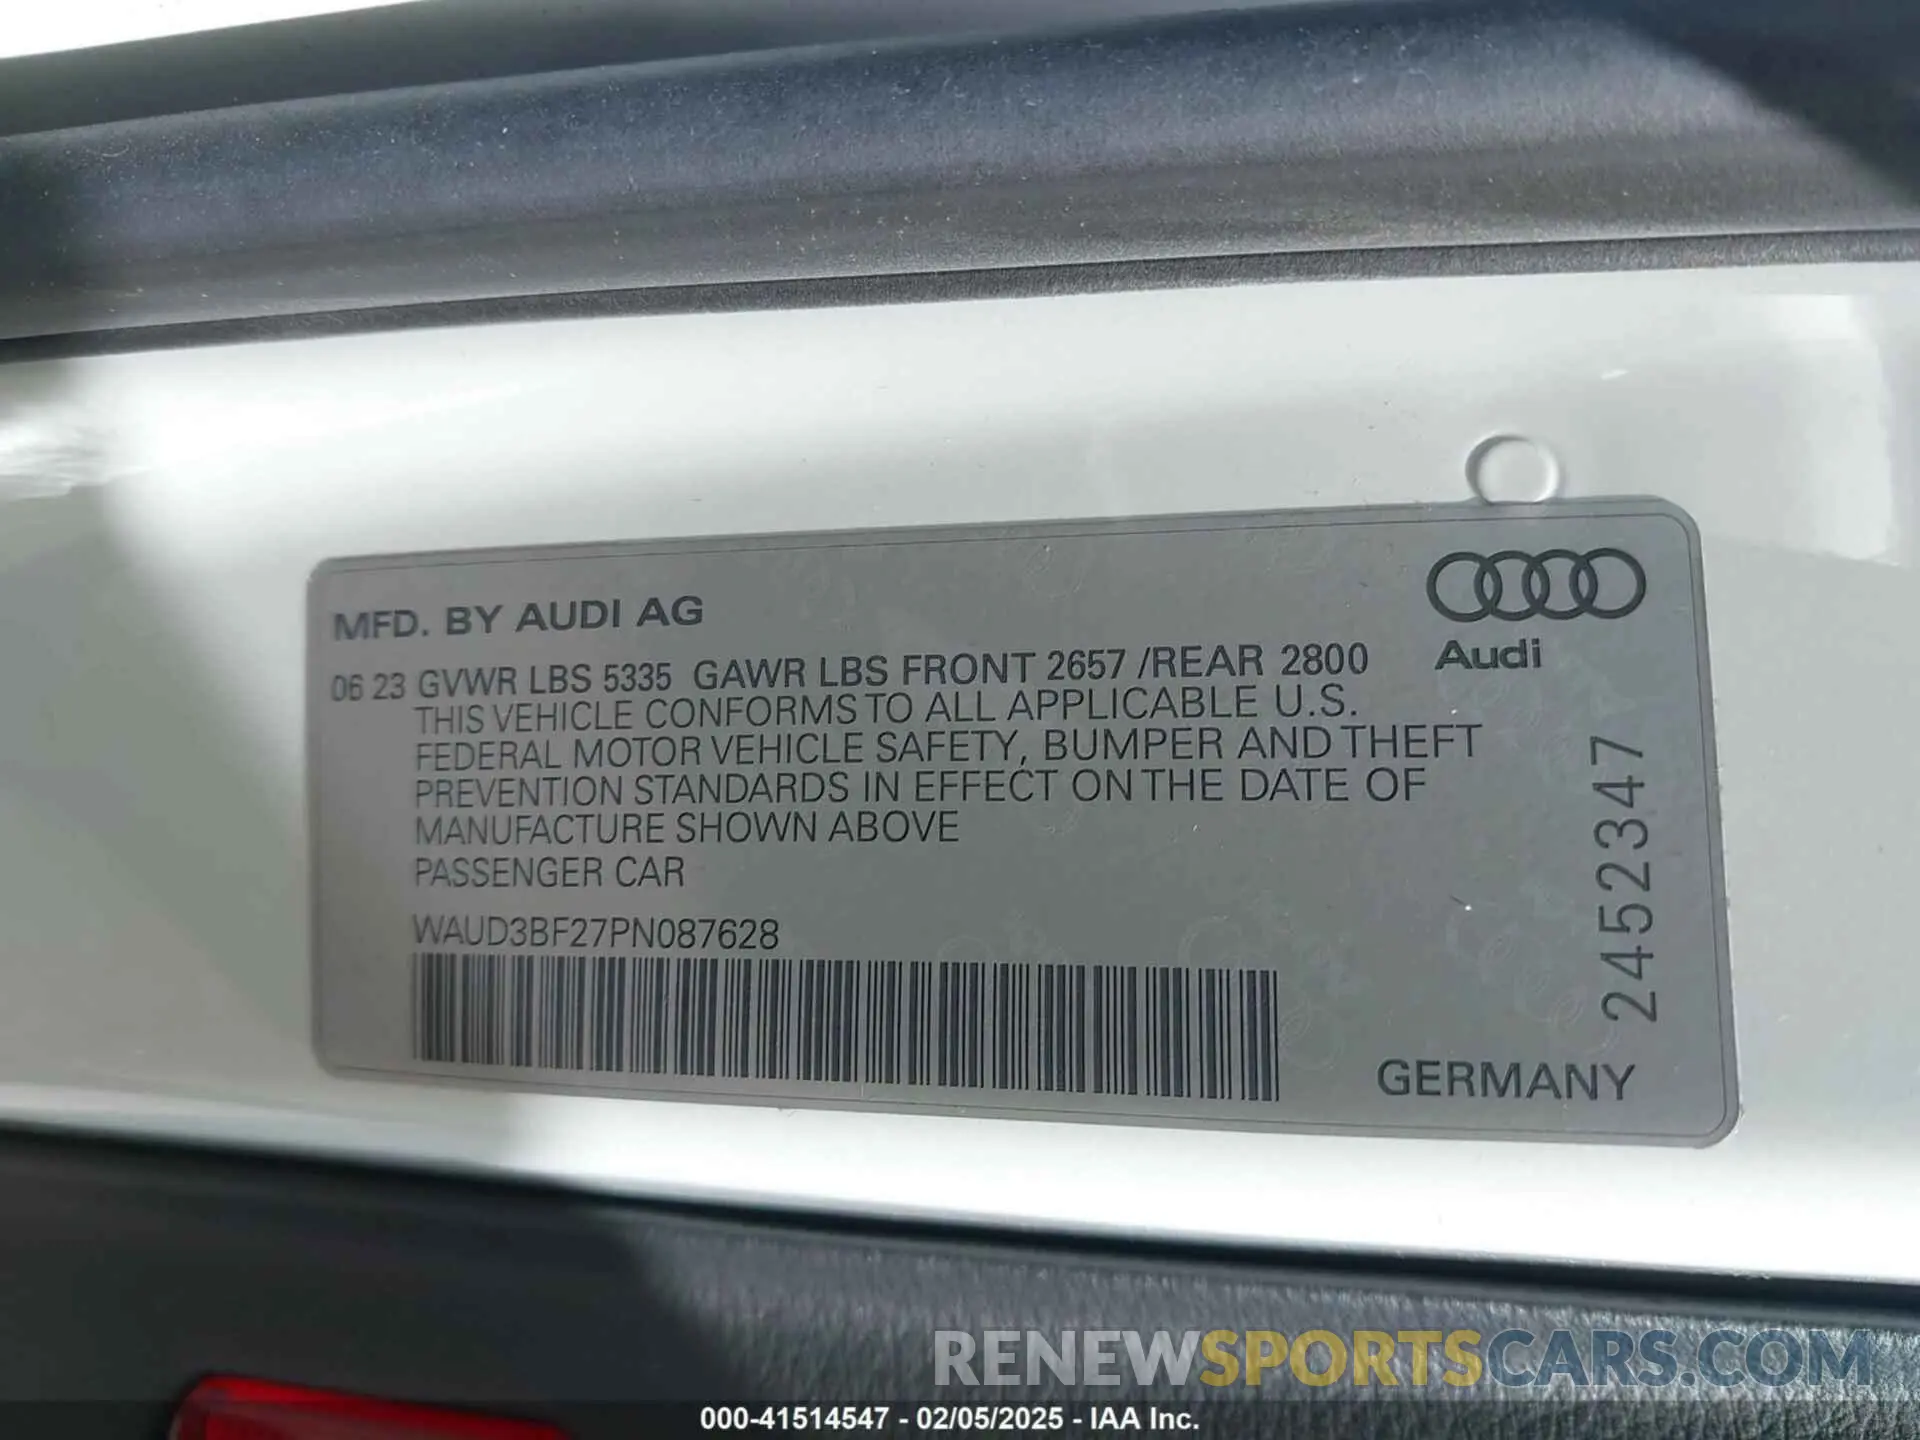 MFD. BY AUDI AG
Audi
06 23 GVWR LBS 5335 GAWR LBS FRONT 2657 /REAR 2800
THIS VEHICLE CONFORMS TO ALL APPLICABLE U.S.
FEDERAL MOTOR VEHICLE SAFETY, BUMPER AND THEFT
PREVENTION STANDARDS IN EFFECT ON THE DATE OF
MANUFACTURE SHOWN ABOVE
PASSENGER CAR
WAUD3BF27PN087628
2452347
GERMANY
RENEWSPORTSCARS.COM
000-41514547 - 02/05/2025 - IAA Inc.